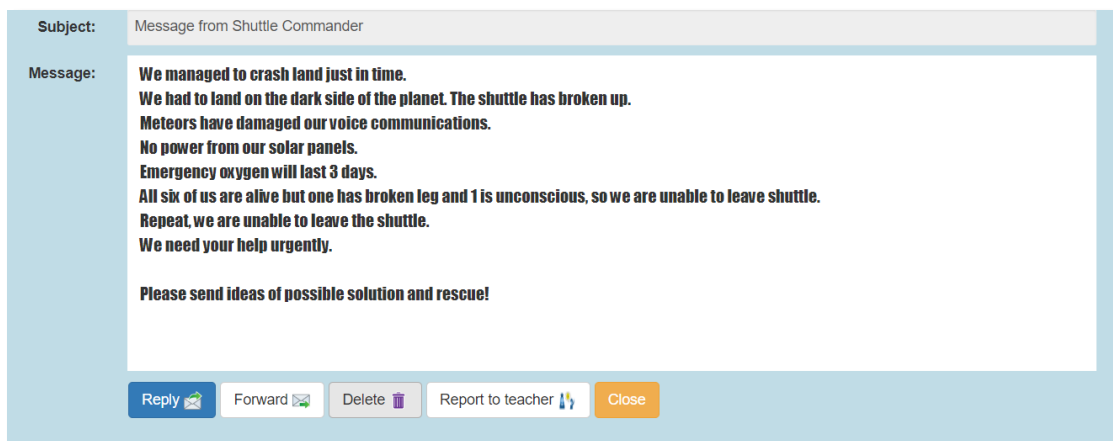 Subject: Message from Shuttle Commander
Message: We managed to crash land just in time.
We had to land on the dark side of the planet. The shuttle has broken up.
Meteors have damaged our voice communications.
No power from our solar panels.
Emergency oxygen will last 3 days.
All six of us are alive but one has broken leg and 1 is unconscious, so we are unable to leave shuttle.
Repeat, we are unable to leave the shuttle.
We need your help urgently.
Please send ideas of possible solution and rescue!
Reply Forward Delete Report to teacher Close